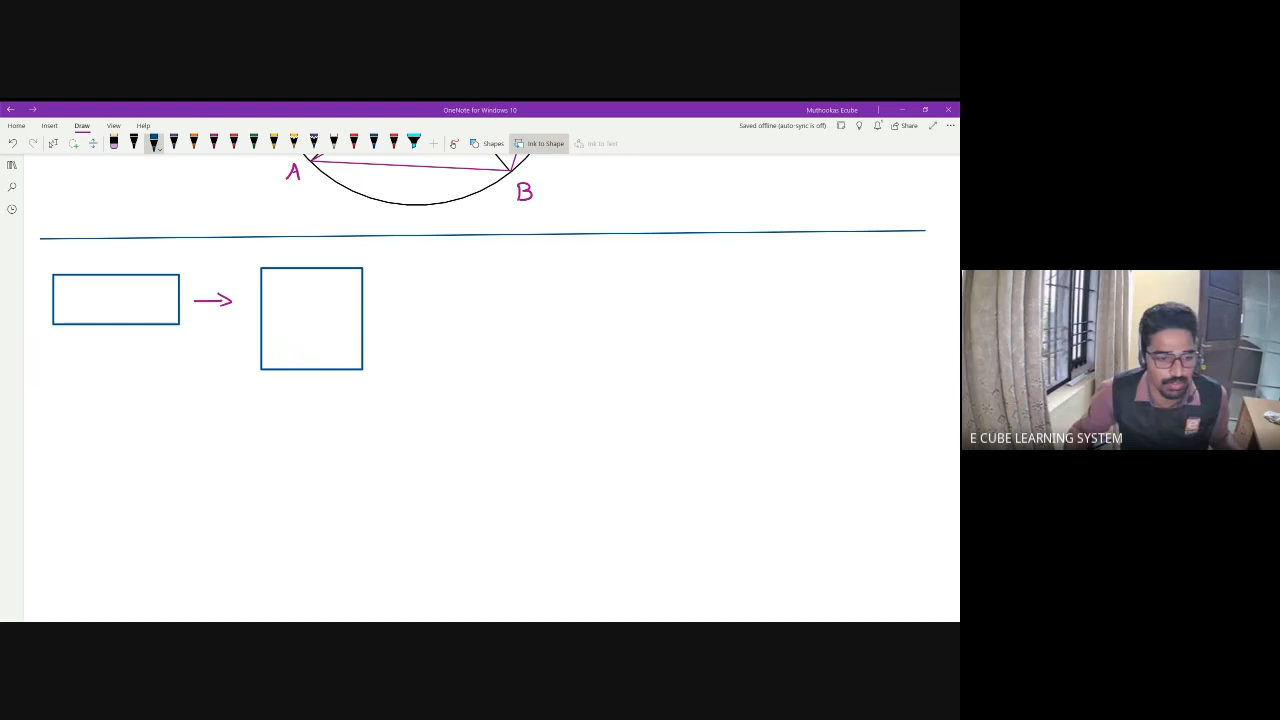 OneNote for Windows 10
Muthookas Ecube
Home Insert Draw View Help
Saved offline (auto-sync is off)
Share
Shapes
Ink to Shape
Ink to Text
A
B
E CUBE LEARNING SYSTEM